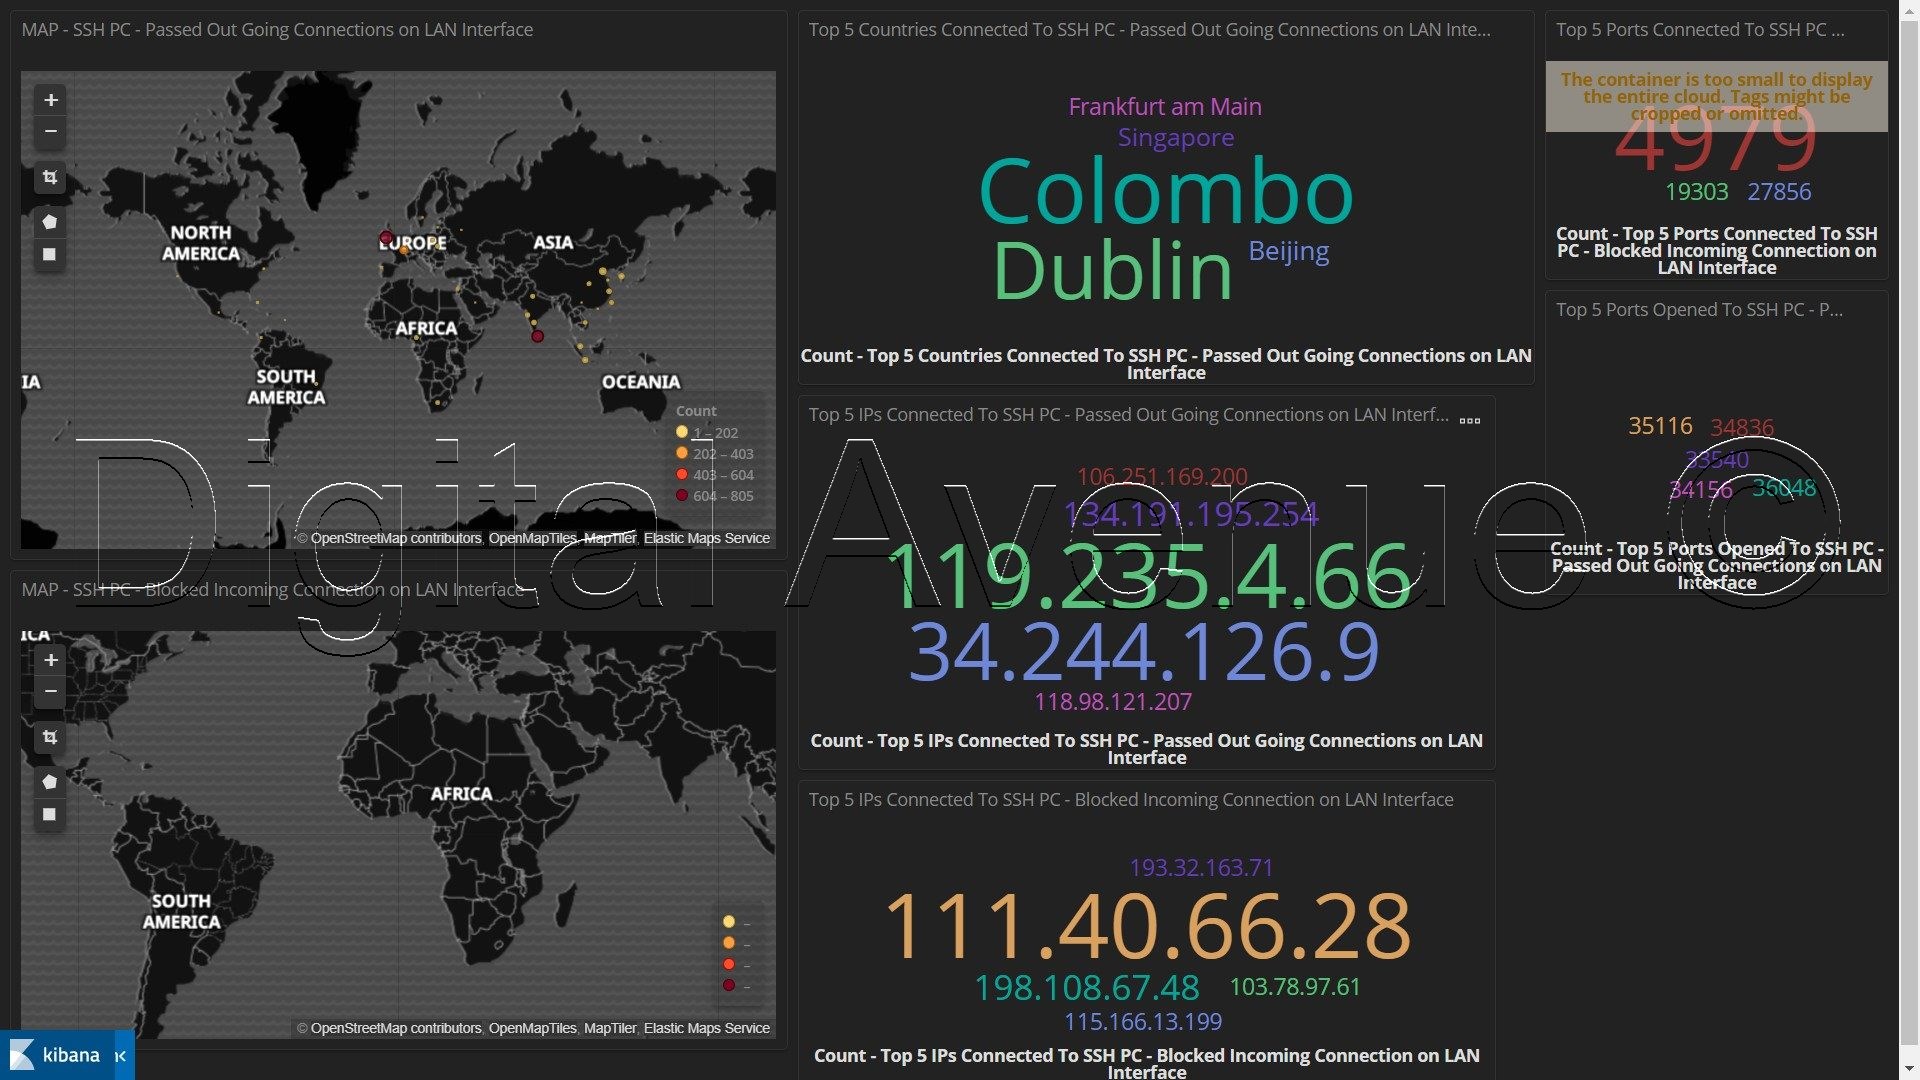 MAP - SSH PC - Passed Out Going Connections on LAN Interface
+
−
NORTH
AMERICA
EUROPE
ASIA
AFRICA
IA
SOUTH
AMERICA
OCEANIA
Count
1 – 202
202 – 403
403 – 604
604 – 805
© OpenStreetMap contributors, OpenMapTiles, MapTiler, Elastic Maps Service
MAP - SSH PC - Blocked Incoming Connection on LAN Interface
ICA
+
−
AFRICA
SOUTH
AMERICA
–
–
–
–
© OpenStreetMap contributors, OpenMapTiles, MapTiler, Elastic Maps Service
kibana
Top 5 Countries Connected To SSH PC - Passed Out Going Connections on LAN Inte...
Frankfurt am Main
Singapore
Colombo
Dublin
Beijing
Count - Top 5 Countries Connected To SSH PC - Passed Out Going Connections on LAN
Interface
Top 5 IPs Connected To SSH PC - Passed Out Going Connections on LAN Interf...
106.251.169.200
134.191.195.254
119.235.4.66
34.244.126.9
118.98.121.207
Count - Top 5 IPs Connected To SSH PC - Passed Out Going Connections on LAN
Interface
Top 5 IPs Connected To SSH PC - Blocked Incoming Connection on LAN Interface
193.32.163.71
111.40.66.28
198.108.67.48 103.78.97.61
115.166.13.199
Count - Top 5 IPs Connected To SSH PC - Blocked Incoming Connection on LAN
Interface
Top 5 Ports Connected To SSH PC ...
The container is too small to display
the entire cloud. Tags might be
cropped or omitted.
4979
19303 27856
Count - Top 5 Ports Connected To SSH
PC - Blocked Incoming Connection on
LAN Interface
Top 5 Ports Opened To SSH PC - P...
35116 34836
33540
34156 36048
Count - Top 5 Ports Opened To SSH PC -
Passed Out Going Connections on LAN
Interface
Digital Avenue ©